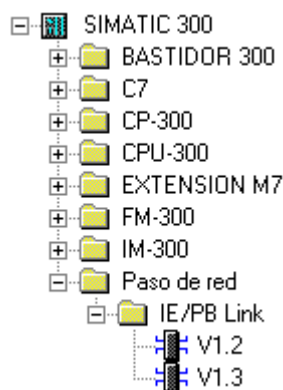 SIMATIC 300
BASTIDOR 300
C7
CP-300
CPU-300
EXTENSION M7
FM-300
IM-300
Paso de red
IE/PB Link
V1.2
V1.3